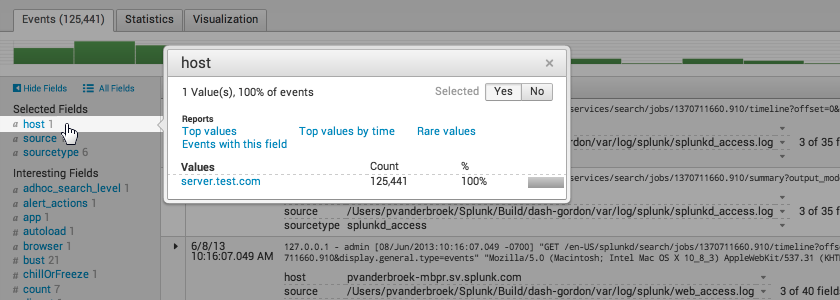 Events (125,441) Statistics Visualization
Hide Fields All Fields
Selected Fields
a host 1
a source
a sourcetype 6
Interesting Fields
a adhoc_search_level 1
a alert_actions 1
a app 1
# autoload 1
a browser 1
# bust 21
a chillOrFreeze 1
# count 7
host ×
1 Value(s), 100% of events Selected Yes No
Reports
Top values Top values by time Rare values
Events with this field
Values Count %
server.test.com 125,441 100%
services/search/jobs/1370711660.910/timeline?offset=0&
ordon/var/log/splunk/splunkd_access.log 3 of 35 f
services/search/jobs/1370711660.910/summary?output_mod
source /Users/pvanderbroek/Splunk/Build/dash-gordon/var/log/splunk/splunkd_access.log 3 of 35 f
sourcetype splunkd_access
6/8/13
10:16:07.049 AM
127.0.0.1 - admin [08/Jun/2013:10:16:07.049 -0700] "GET /en-US/splunkd/search/jobs/1370711660.910/timeline?offs
711660.910&display.general.type=events" "Mozilla/5.0 (Macintosh; Intel Mac OS X 10_8_3) AppleWebKit/537.31 (KHT
host pvanderbroek-mbpr.sv.splunk.com
source /Users/pvanderbroek/Splunk/Build/dash-gordon/var/log/splunk/web_access.log 3 of 40 field